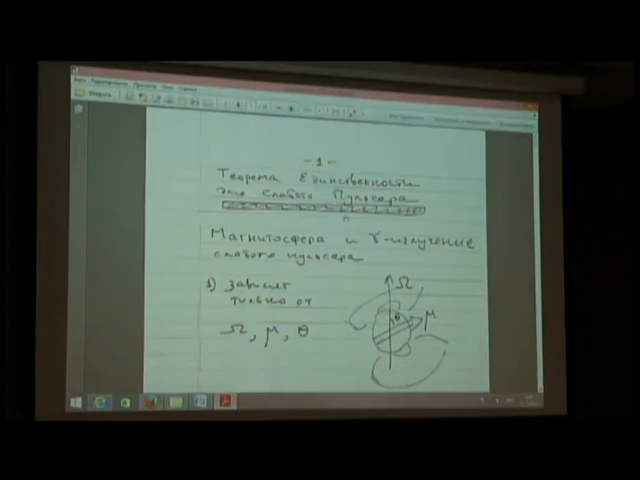 - 1 -
Теорема Единственности
для слабого Пульсара
Магнитосфера и γ-излучение
слабого пульсара
1) зависит
только от
Ω, μ, θ
Ω
θ
μ